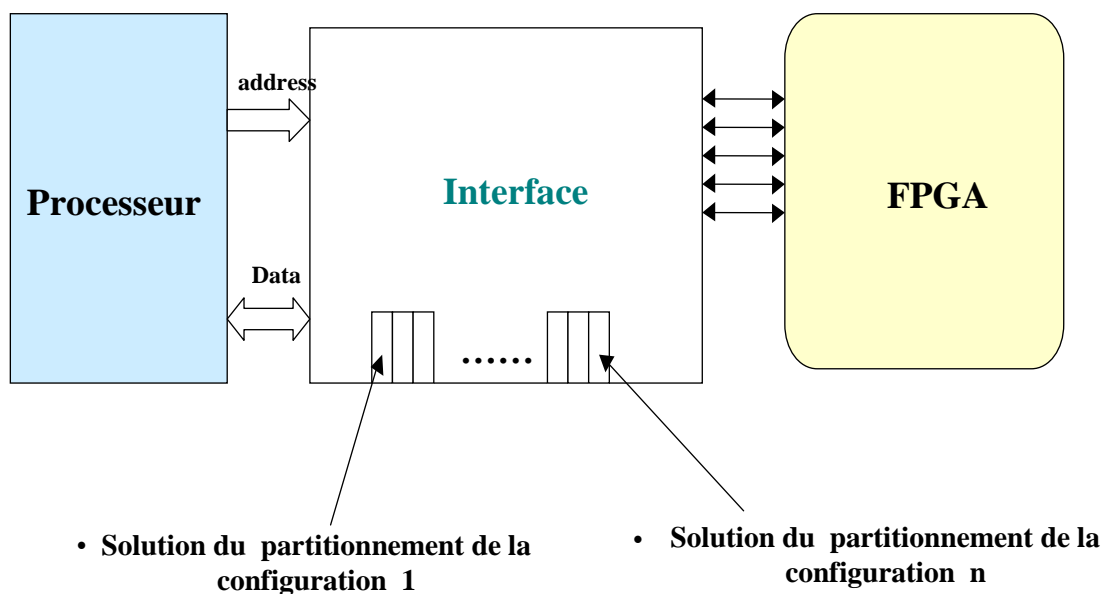 address
Processeur
Interface
FPGA
Data
......
• Solution du partitionnement de la
configuration 1
• Solution du partitionnement de la
configuration n